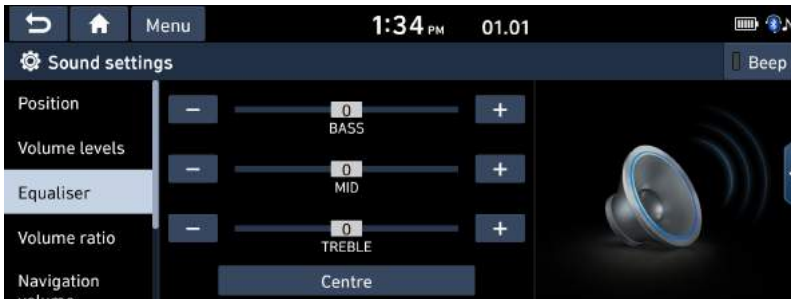 Menu
1:34 PM 01.01
Sound settings
Beep
Position
Volume levels
Equaliser
Volume ratio
Navigation
volume
- 0 +
BASS
- 0 +
MID
- 0 +
TREBLE
Centre